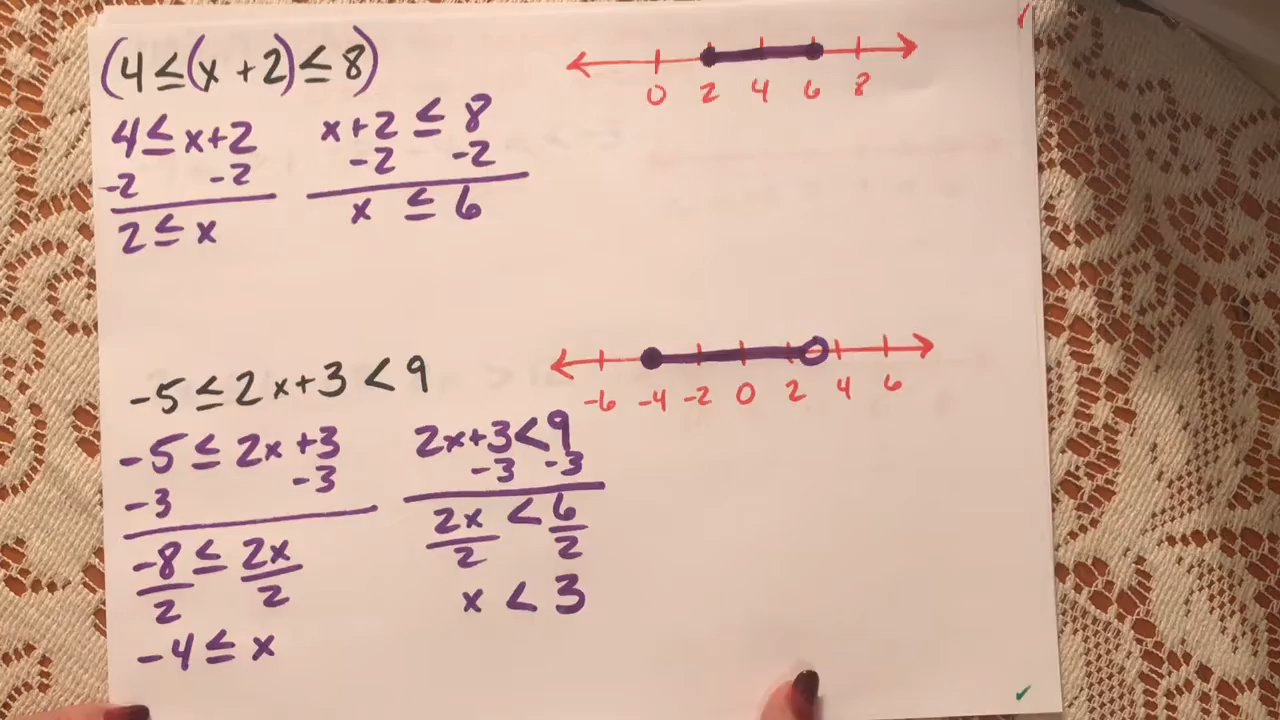 (4 ≤ (x + 2) ≤ 8)
0 2 4 6 8
4 ≤ x+2
-2 -2
2 ≤ x
x+2 ≤ 8
-2 -2
x ≤ 6
-5 ≤ 2x+3 < 9
-6 -4 -2 0 2 4 6
-5 ≤ 2x +3
-3 -3
-8/2 ≤ 2x/2
-4 ≤ x
2x+3 < 9
-3 -3
2x/2 < 6/2
x < 3